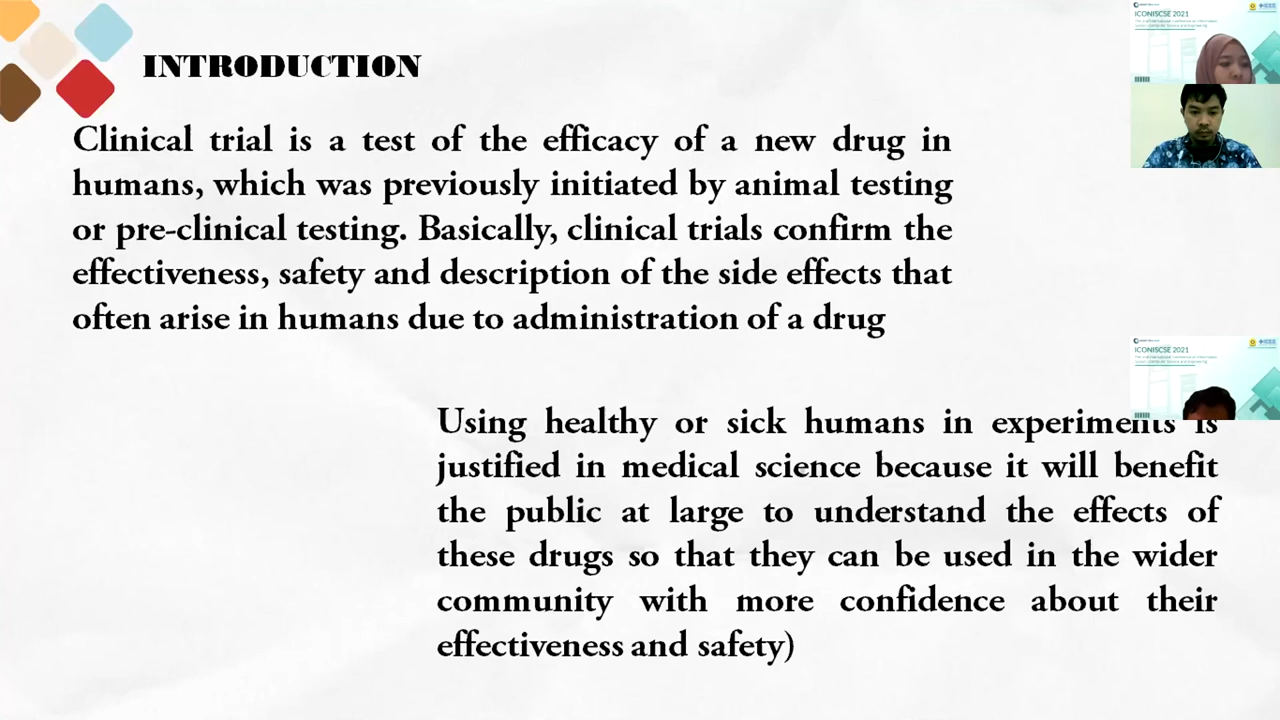 INTRODUCTION
Clinical trial is a test of the efficacy of a new drug in
humans, which was previously initiated by animal testing
or pre-clinical testing. Basically, clinical trials confirm the
effectiveness, safety and description of the side effects that
often arise in humans due to administration of a drug
Using healthy or sick humans in experiments is
justified in medical science because it will benefit
the public at large to understand the effects of
these drugs so that they can be used in the wider
community with more confidence about their
effectiveness and safety)
ICONISCSE 2021
ICONISCSE 2021